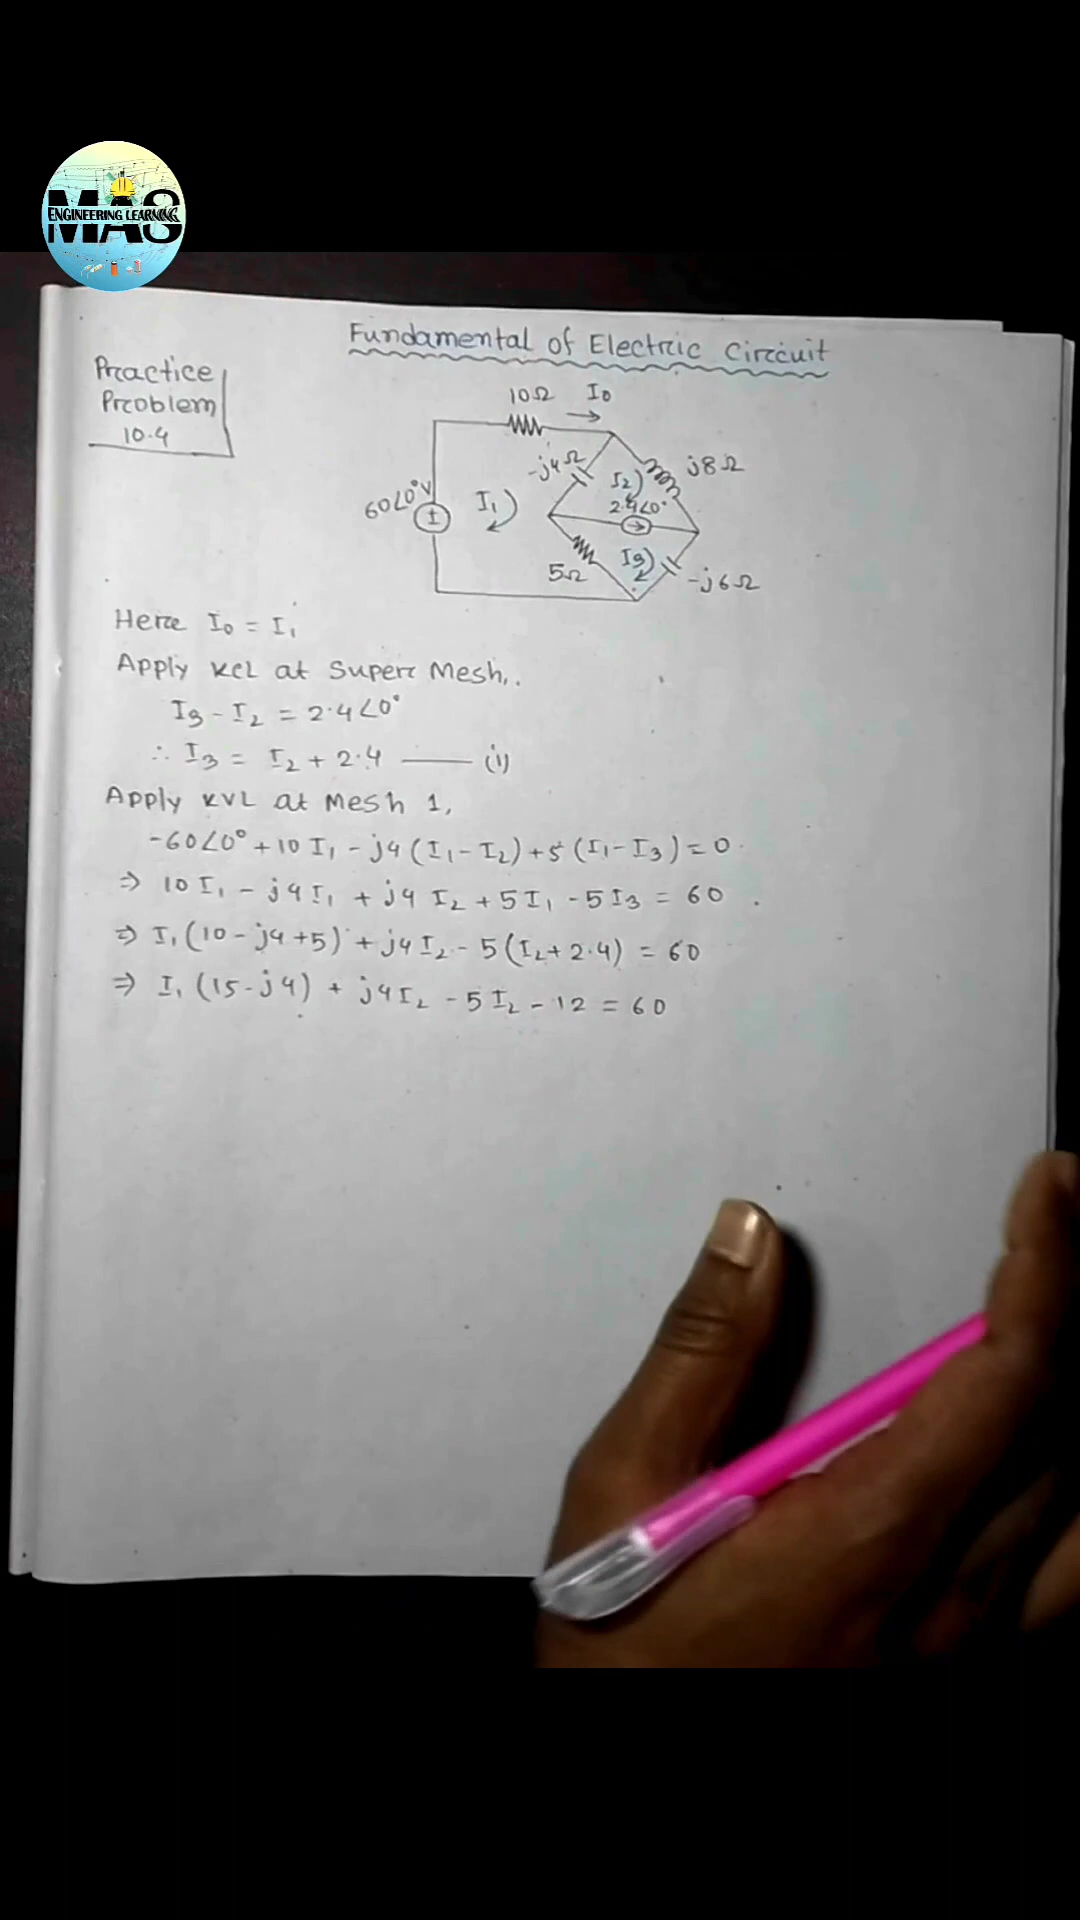 MAS
ENGINEERING LEARNING
Fundamental of Electric Circuit
Practice
Problem
10.4
10Ω I₀
-j4Ω j8Ω
I₂
60∠0°V I₁ 2.4∠0°
5Ω I₃ -j6Ω
Here I₀ = I₁
Apply KCL at Super Mesh,
I₃ - I₂ = 2.4∠0°
∴ I₃ = I₂ + 2.4 —— (i)
Apply KVL at Mesh 1,
-60∠0° + 10 I₁ - j4 (I₁ - I₂) + 5 (I₁ - I₃) = 0
⇒ 10 I₁ - j4 I₁ + j4 I₂ + 5 I₁ - 5 I₃ = 60
⇒ I₁ (10 - j4 + 5) + j4 I₂ - 5 (I₂ + 2.4) = 60
⇒ I₁ (15 - j4) + j4 I₂ - 5 I₂ - 12 = 60